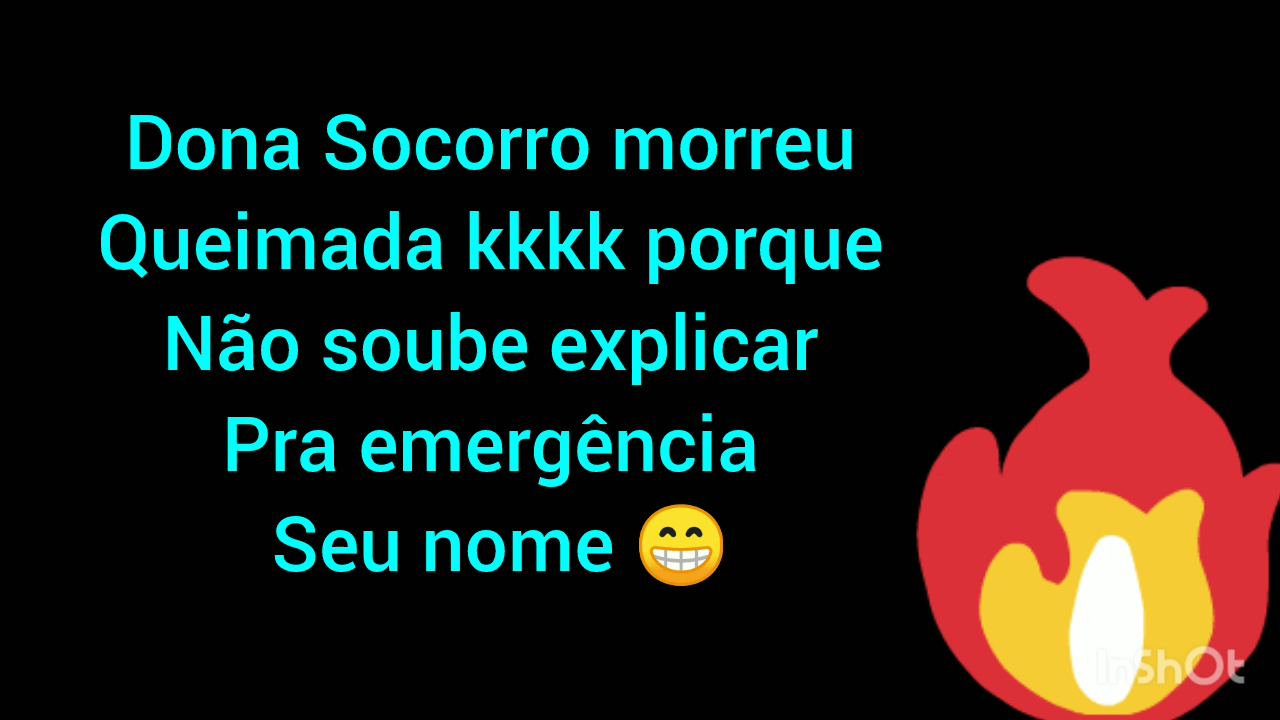 Dona Socorro morreu
Queimada kkkk porque
Não soube explicar
Pra emergência
Seu nome 😁
InShOt